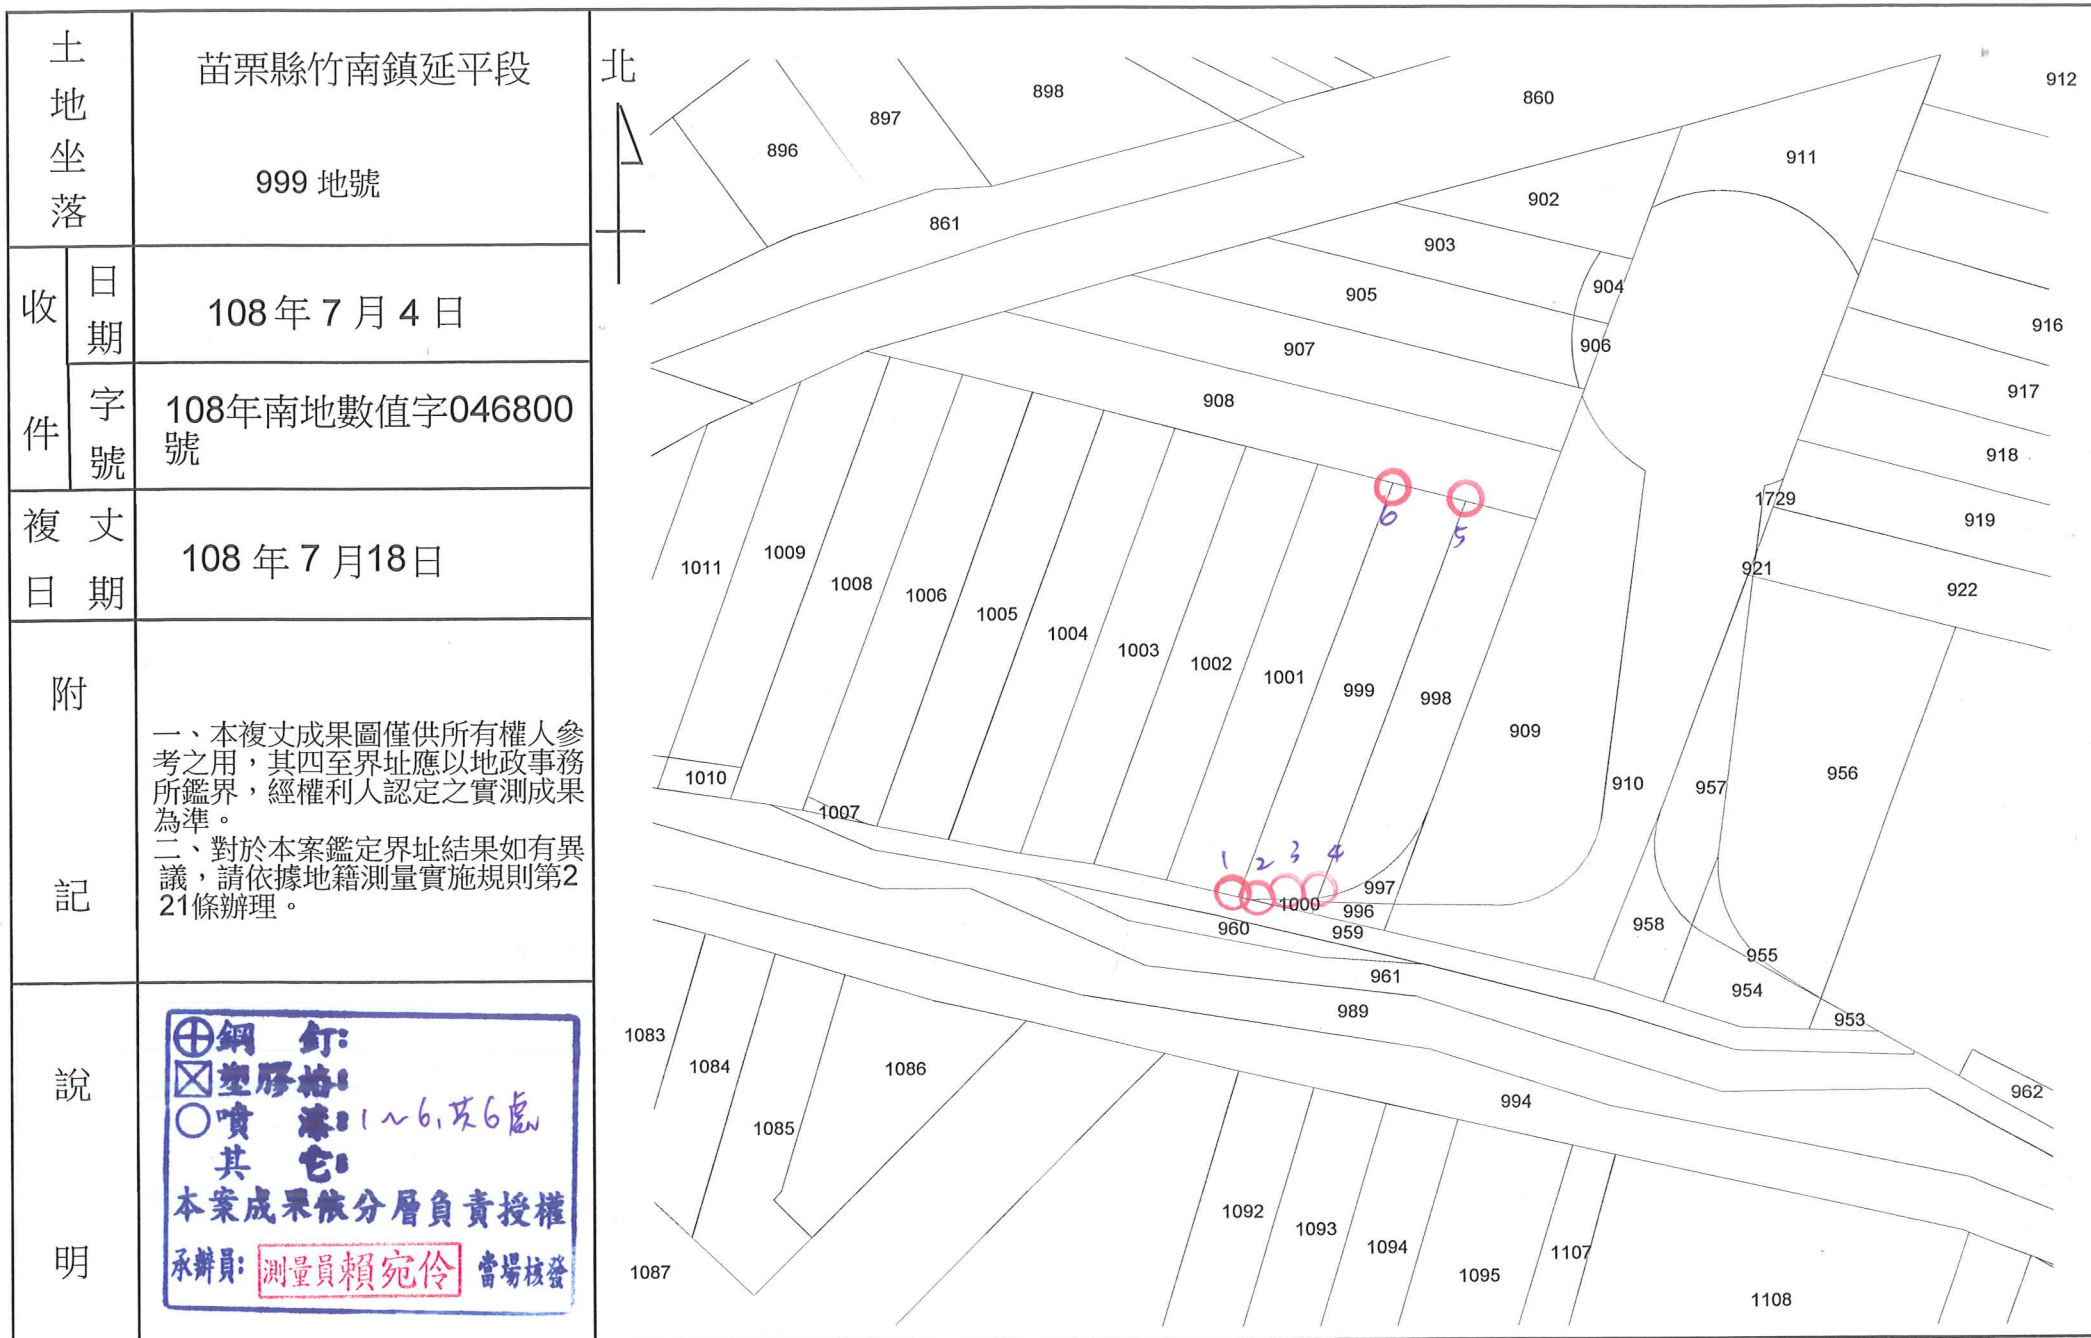 土地坐落
苗栗縣竹南鎮延平段
999 地號
收件
日期
108 年 7 月 4 日
字號
108年南地數值字046800
號
複丈
日期
108 年 7 月18日
附記
一、本複丈成果圖僅供所有權人參
考之用，其四至界址應以地政事務
所鑑界，經權利人認定之實測成果
為準。
二、對於本案鑑定界址結果如有異
議，請依據地籍測量實施規則第2
21條辦理。
說明
鋼釘:
塑膠樁:
噴漆: 1~6,共6處
其它:
本案成果依分層負責授權
承辦員: 測量員賴宛伶 當場核發
北
912
898
860
897
896
911
902
861
903
904
905
916
906
907
917
908
918
1729
919
6
5
1009
1011
921
1008
922
1006
1005
1004
1003
1002
1001
999
998
909
956
1010
910
957
1007
1
2
3
4
997
1000
996
958
960
959
955
961
954
989
953
1083
1084
1086
962
994
1085
1092
1093
1094
1107
1087
1095
1108